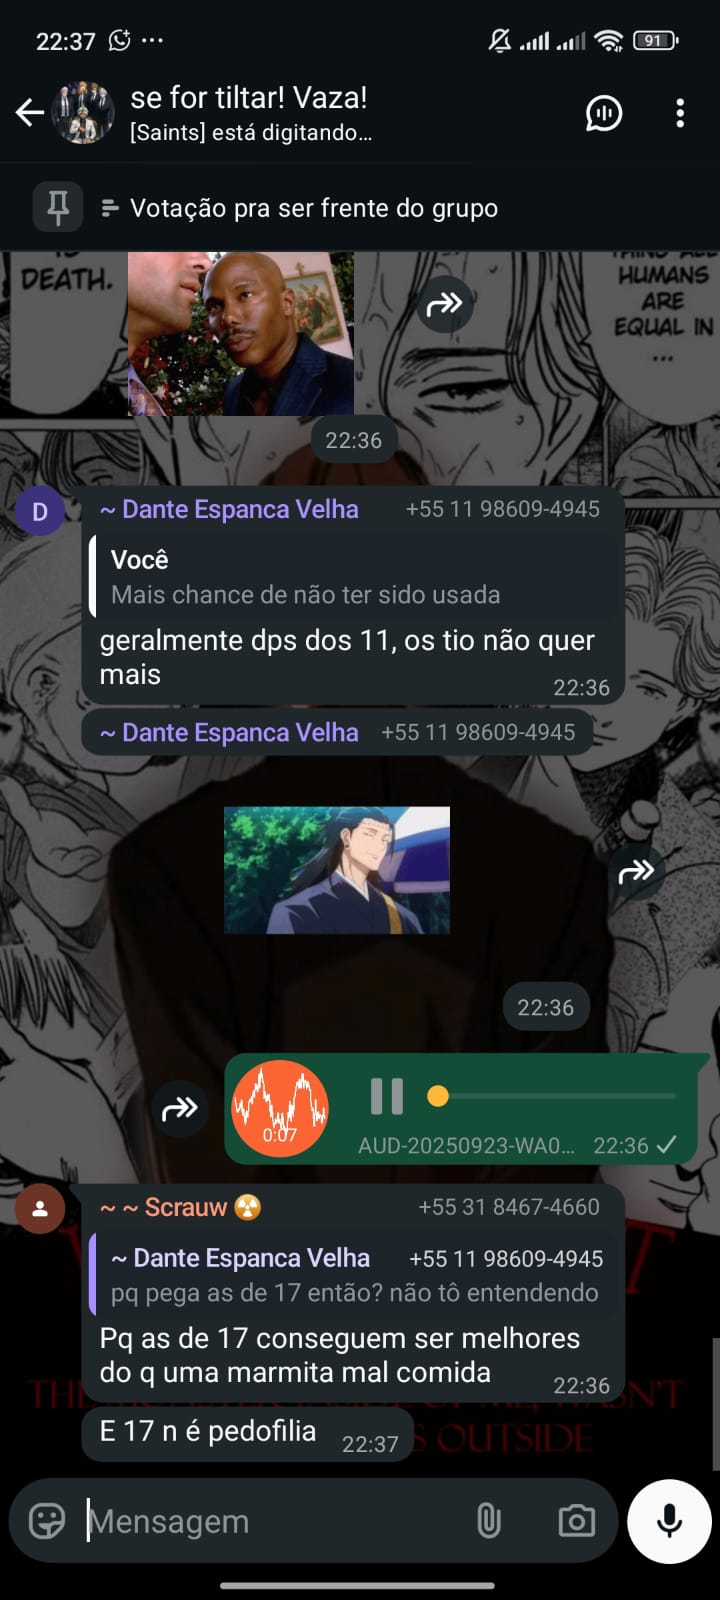 22:37
91
se for tiltar! Vaza!
[Saints] está digitando...
Votação pra ser frente do grupo
DEATH.
HUMANS
ARE
EQUAL IN
...
22:36
D
~ Dante Espanca Velha +55 11 98609-4945
Você
Mais chance de não ter sido usada
geralmente dps dos 11, os tio não quer
mais
22:36
~ Dante Espanca Velha +55 11 98609-4945
22:36
0:07
AUD-20250923-WA0... 22:36
~ ~ Scrauw ☢️ +55 31 8467-4660
~ Dante Espanca Velha +55 11 98609-4945
pq pega as de 17 então? não tô entendendo
Pq as de 17 conseguem ser melhores
do q uma marmita mal comida
22:36
E 17 n é pedofilia 22:37
OUTSIDE
Mensagem